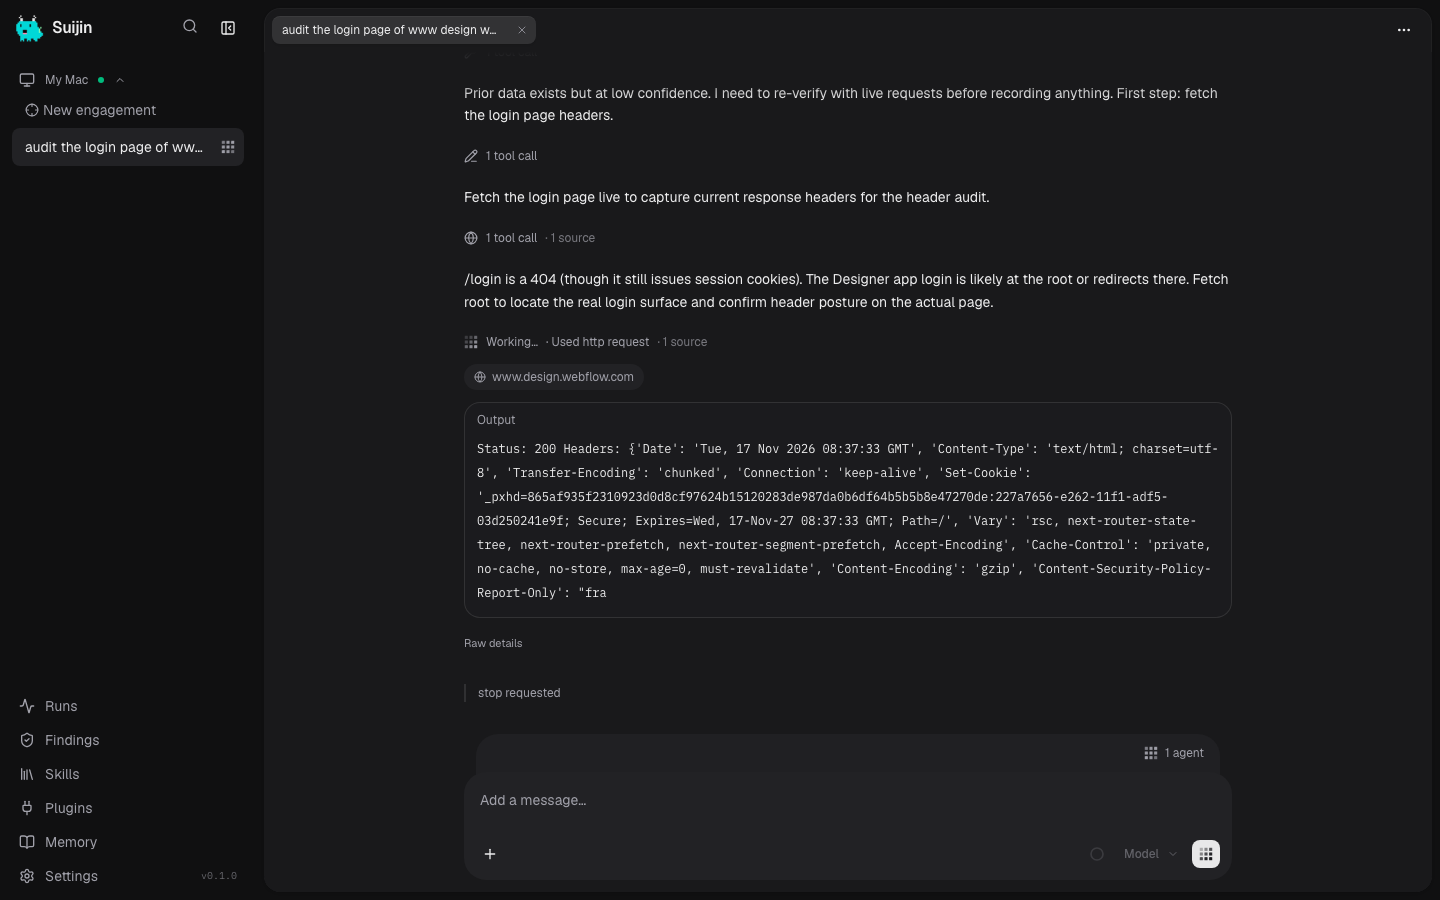 Suijin
My Mac
New engagement
audit the login page of ww...
Runs
Findings
Skills
Plugins
Memory
Settings
v0.1.0
audit the login page of www design w...
Prior data exists but at low confidence. I need to re-verify with live requests before recording anything. First step: fetch
the login page headers.
1 tool call
Fetch the login page live to capture current response headers for the header audit.
1 tool call · 1 source
/login is a 404 (though it still issues session cookies). The Designer app login is likely at the root or redirects there. Fetch
root to locate the real login surface and confirm header posture on the actual page.
Working... · Used http request · 1 source
www.design.webflow.com
Output
Status: 200 Headers: {'Date': 'Tue, 17 Nov 2026 08:37:33 GMT', 'Content-Type': 'text/html; charset=utf-
8', 'Transfer-Encoding': 'chunked', 'Connection': 'keep-alive', 'Set-Cookie':
'_pxhd=865af935f2310923d0d8cf97624b15120283de987da0b6df64b5b5b8e47270de:227a7656-e262-11f1-adf5-
03d250241e9f; Secure; Expires=Wed, 17-Nov-27 08:37:33 GMT; Path=/', 'Vary': 'rsc, next-router-state-
tree, next-router-prefetch, next-router-segment-prefetch, Accept-Encoding', 'Cache-Control': 'private,
no-cache, no-store, max-age=0, must-revalidate', 'Content-Encoding': 'gzip', 'Content-Security-Policy-
Report-Only': "fra
Raw details
stop requested
1 agent
Add a message...
Model